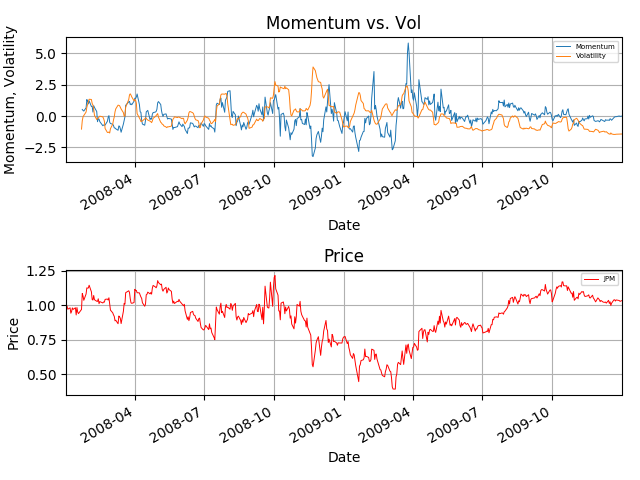 Momentum vs. Vol
Momentum, Volatility
5.0
2.5
0.0
−2.5
Momentum
Volatility
2008-04
2008-07
2008-10
2009-01
2009-04
2009-07
2009-10
Date
Price
Price
1.25
1.00
0.75
0.50
JPM
2008-04
2008-07
2008-10
2009-01
2009-04
2009-07
2009-10
Date